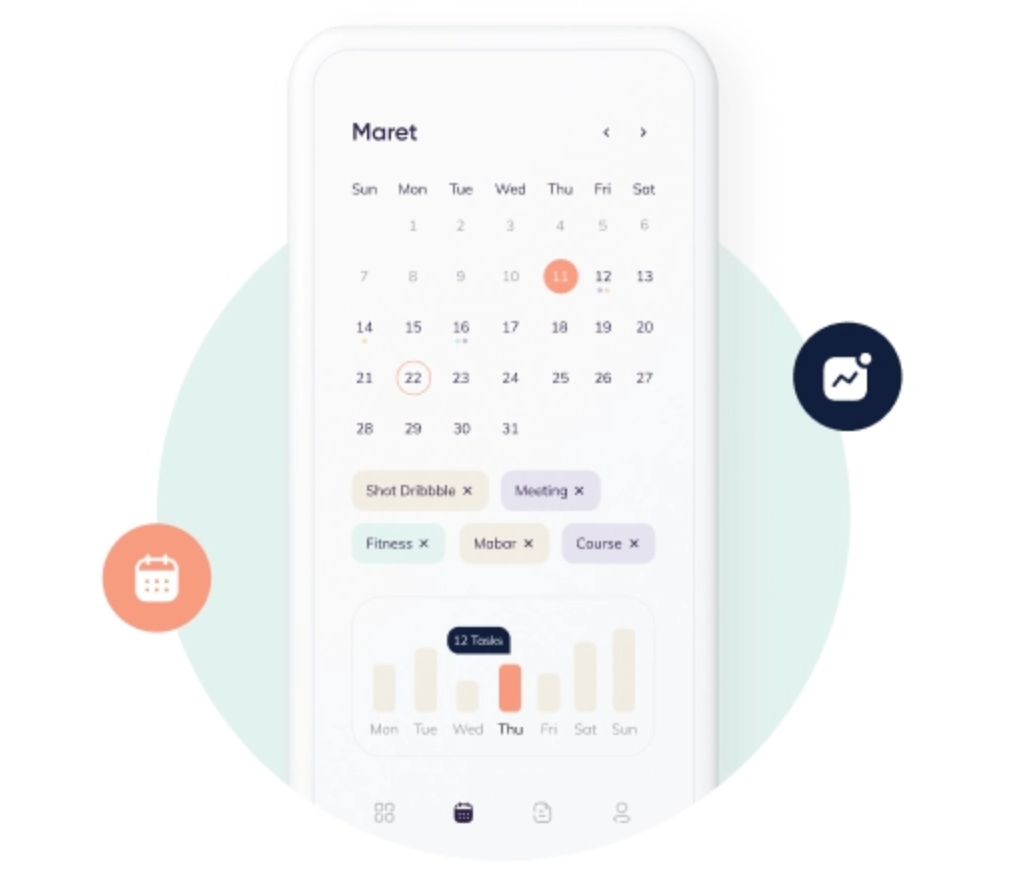 Maret < >
Sun Mon Tue Wed Thu Fri Sat
1 2 3 4 5 6
7 8 9 10 11 12 13
14 15 16 17 18 19 20
21 22 23 24 25 26 27
28 29 30 31
Shot Dribbble × Meeting ×
Fitness × Mabar × Course ×
12 Tasks
Mon Tue Wed Thu Fri Sat Sun